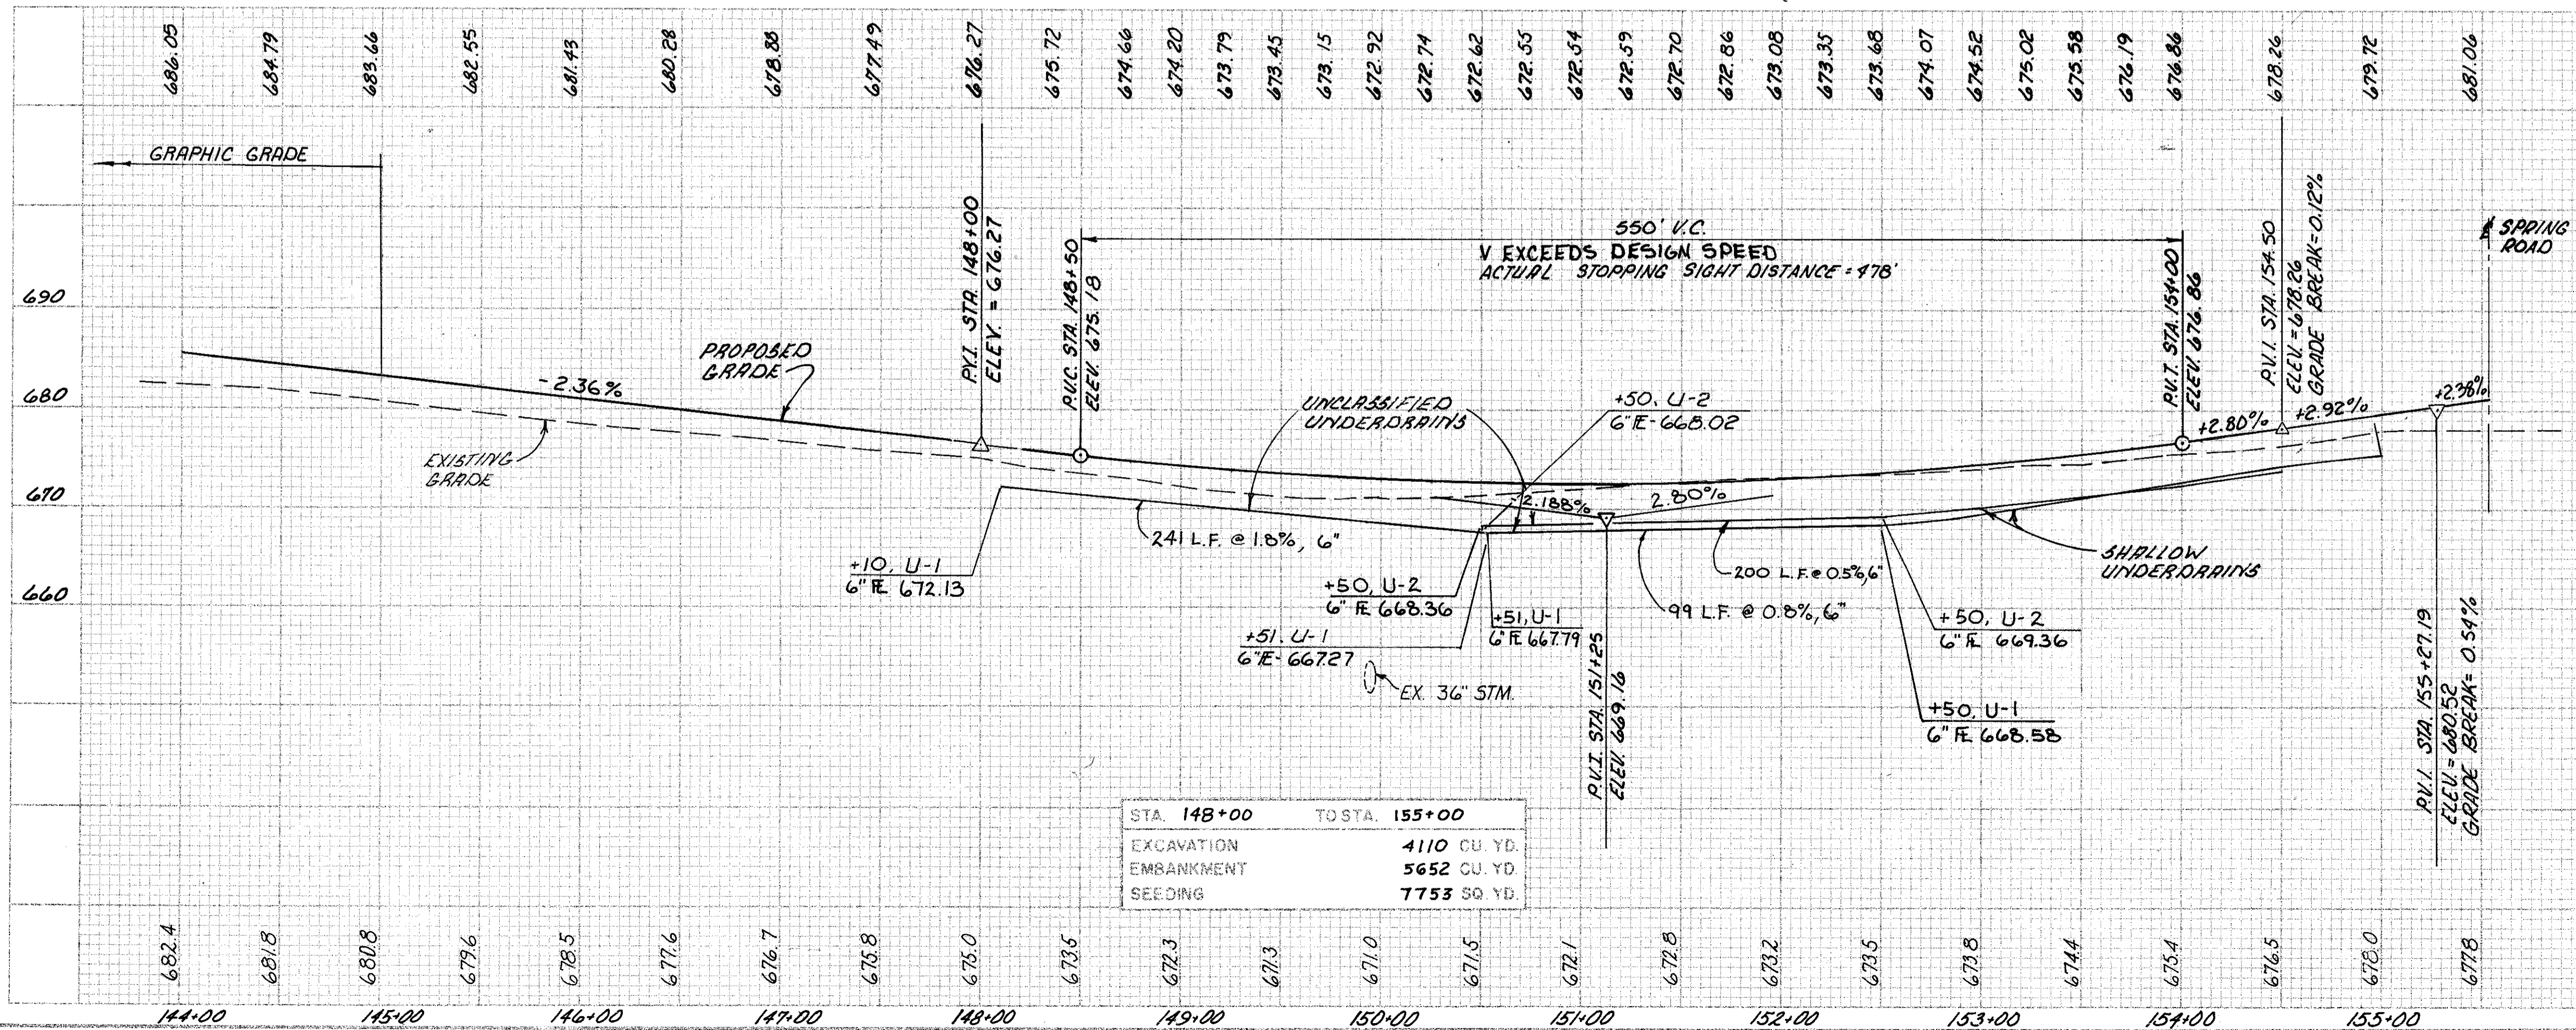 686.05
684.79
683.66
682.55
681.43
680.28
678.88
677.49
676.27
675.72
674.66
674.20
673.79
673.45
673.15
672.92
672.74
672.62
672.55
672.54
672.59
672.70
672.86
673.08
673.35
673.68
674.07
674.52
675.02
675.58
676.19
676.86
678.26
679.72
681.06
GRAPHIC GRADE
P.V.I. STA. 148+00
ELEV. = 676.27
P.V.C. STA. 148+50
ELEV. 675.18
550' V.C.
V EXCEEDS DESIGN SPEED
ACTUAL STOPPING SIGHT DISTANCE = 478'
P.V.T. STA. 154+00
ELEV. 676.86
P.V.I. STA. 154.50
ELEV. = 678.26
GRADE BREAK = 0.12%
℄ SPRING
ROAD
690
680
670
660
PROPOSED
GRADE
-2.36%
EXISTING
GRADE
UNCLASSIFIED
UNDERDRAINS
+50, U-2
6" FE-668.02
+2.80%
+2.92%
+2.38%
-2.188%
2.80%
241 L.F. @ 1.8%, 6"
+10, U-1
6" FE 672.13
+50, U-2
6" FE 668.36
+51, U-1
6" FE-667.27
+51, U-1
6" FE 667.79
EX. 36" STM.
P.V.I. STA. 151+25
ELEV. 669.16
200 L.F. @ 0.5%, 6"
99 L.F. @ 0.8%, 6"
SHALLOW
UNDERDRAINS
+50, U-2
6" FE 669.36
+50, U-1
6" FE 668.58
P.V.I. STA. 155+27.19
ELEV. = 680.52
GRADE BREAK = 0.54%
STA. 148+00 TO STA. 155+00
EXCAVATION 4110 CU. YD.
EMBANKMENT 5652 CU. YD.
SEEDING 7753 SQ. YD.
682.4
681.8
680.8
679.6
678.5
677.6
676.7
675.8
675.0
673.5
672.3
671.3
671.0
671.5
672.1
672.8
673.2
673.5
673.8
674.4
675.4
676.5
678.0
677.8
144+00 145+00 146+00 147+00 148+00 149+00 150+00 151+00 152+00 153+00 154+00 155+00